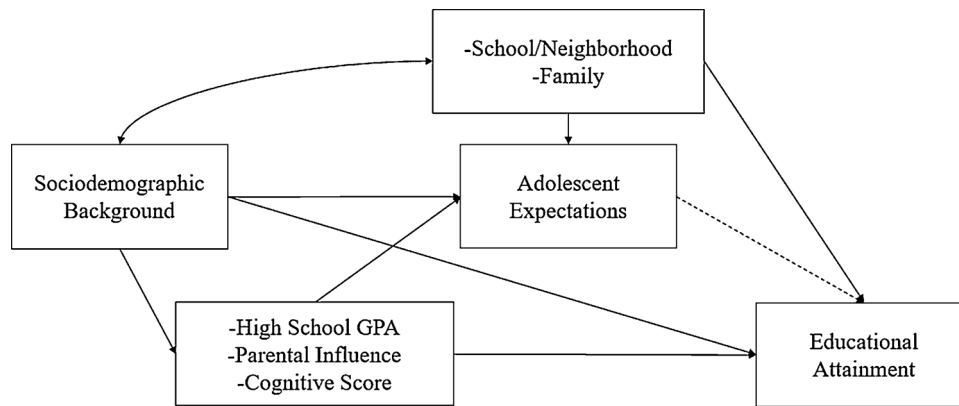 -School/Neighborhood
-Family
Sociodemographic
Background
Adolescent
Expectations
-High School GPA
-Parental Influence
-Cognitive Score
Educational
Attainment